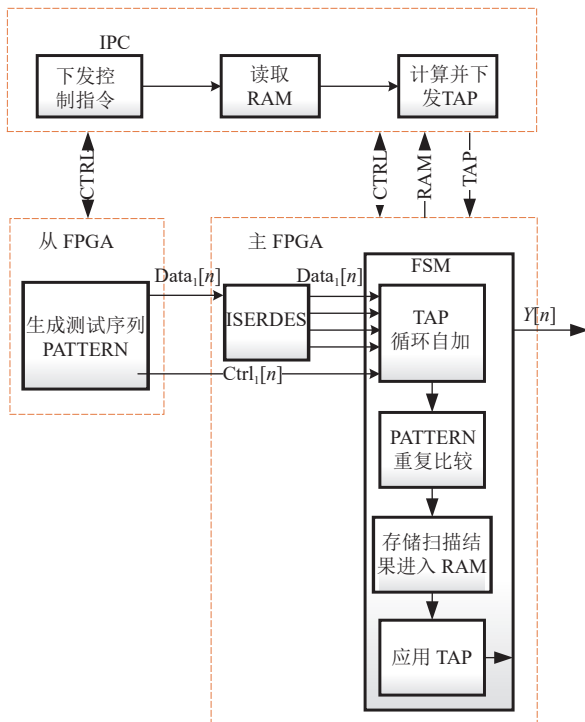 IPC
下发控
制指令
读取
RAM
计算并下
发TAP
CTRL
CTRL
RAM
TAP
从 FPGA
主 FPGA
FSM
Data₁[n]
Data₁[n]
生成测试序列
PATTERN
ISERDES
TAP
循环自加
Y[n]
Ctrl₁[n]
PATTERN
重复比较
存储扫描结
果进入 RAM
应用 TAP